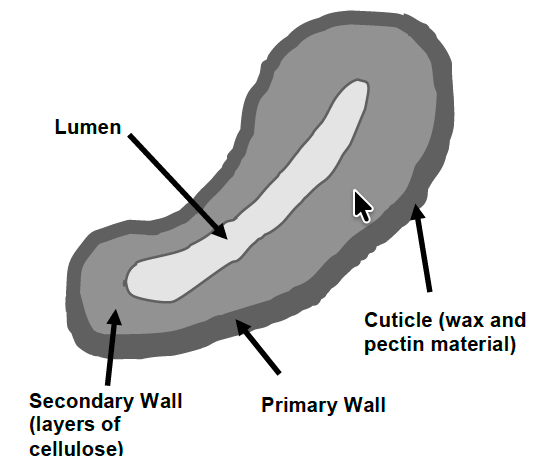 Lumen
Cuticle (wax and
pectin material)
Secondary Wall
(layers of
cellulose)
Primary Wall